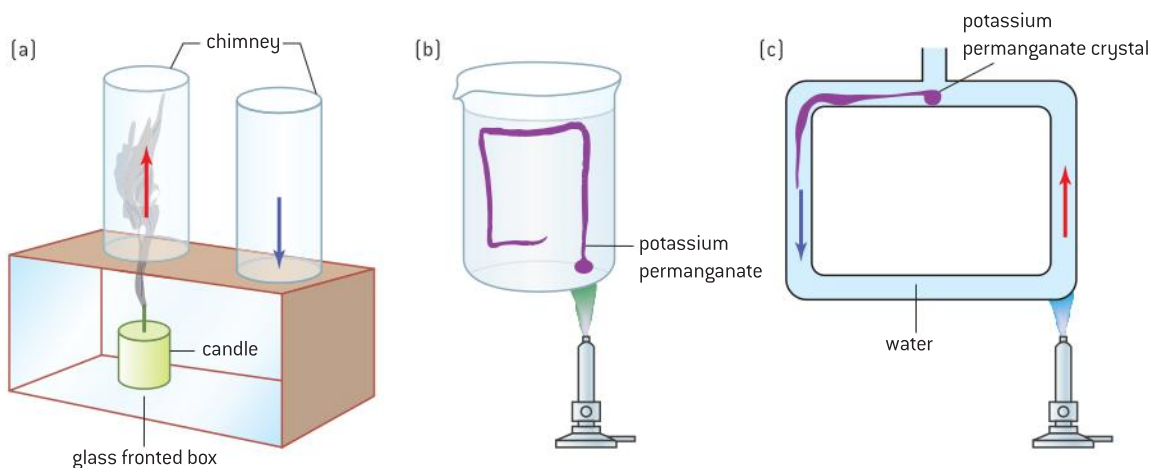 (a)
chimney
candle
glass fronted box
(b)
potassium
permanganate
(c)
potassium
permanganate crystal
water